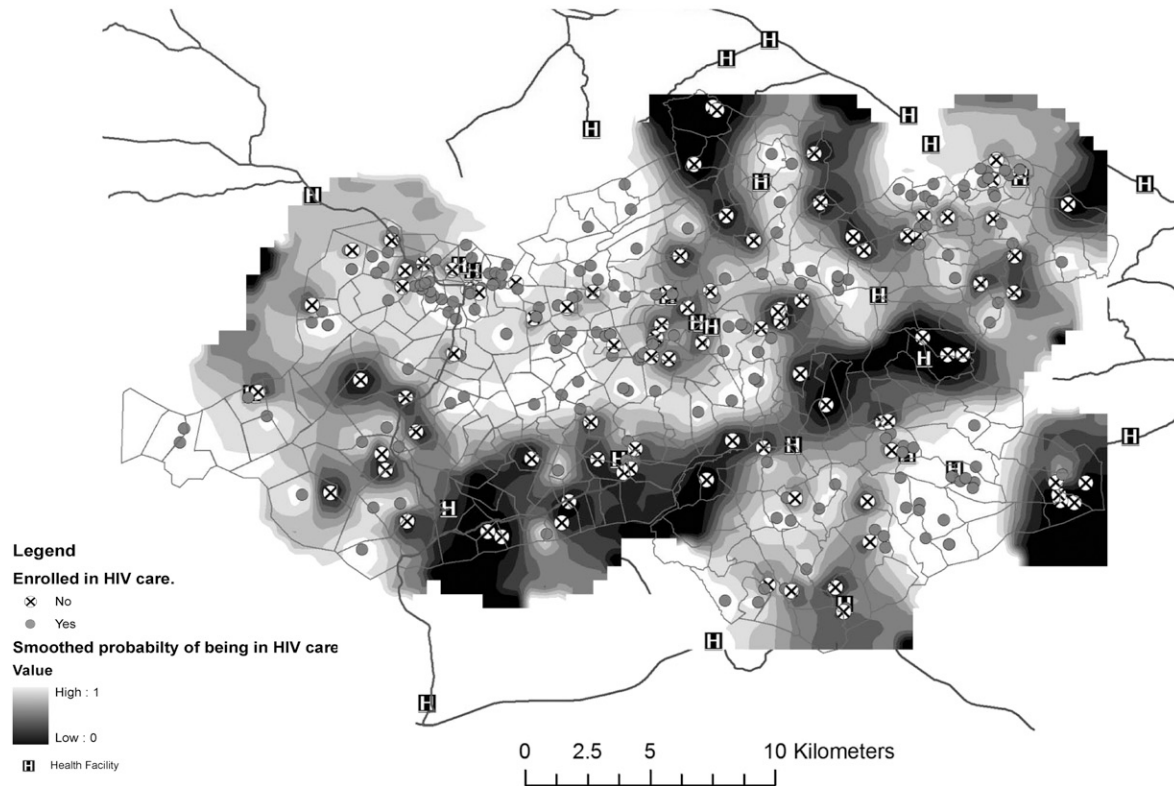 Legend
Enrolled in HIV care.
No
Yes
Smoothed probabilty of being in HIV care
Value
High : 1
Low : 0
H Health Facility
0 2.5 5 10 Kilometers